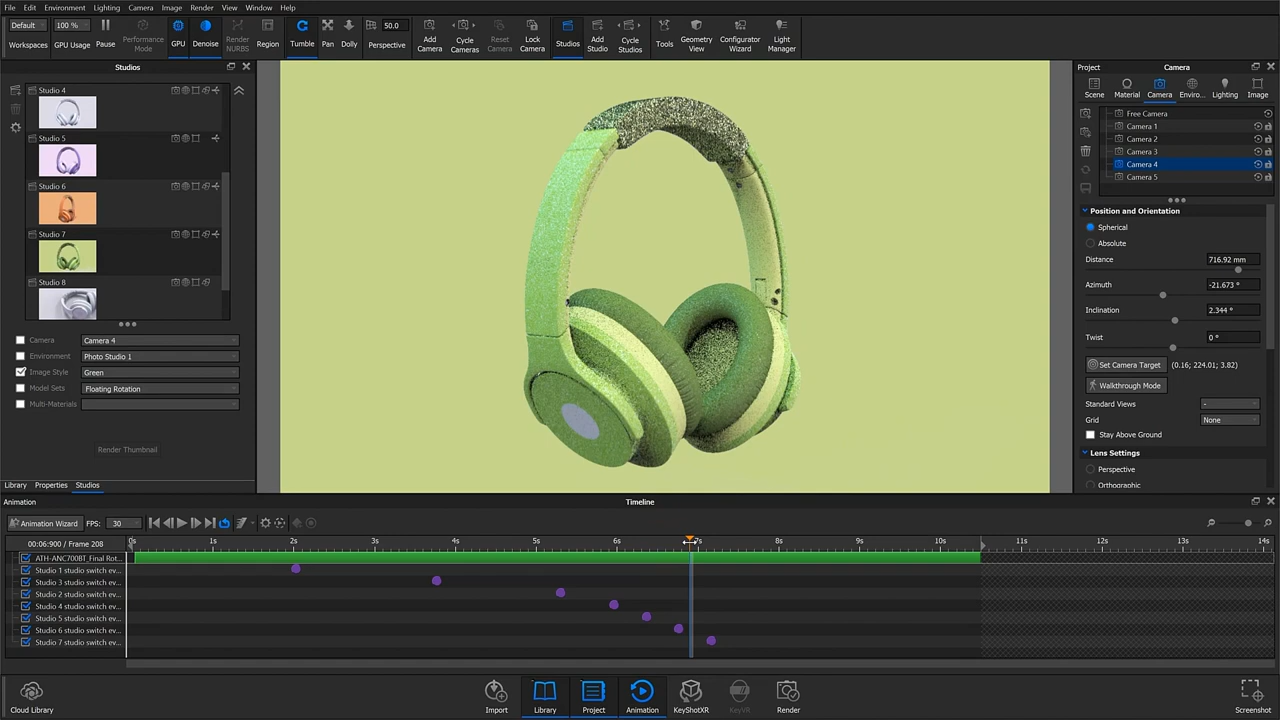 File Edit Environment Lighting Camera Image Render View Window Help
Default 100 % 50.0
Workspaces GPU Usage Pause Performance Mode GPU Denoise Render NURBS Region Tumble Pan Dolly Perspective Add Camera Cycle Cameras Reset Camera Lock Camera Studios Add Studio Cycle Studios Tools Geometry View Configurator Wizard Light Manager
Studios
Studio 4
Studio 5
Studio 6
Studio 7
Studio 8
Camera Camera 4
Environment Photo Studio 1
Image Style Green
Model Sets Floating Rotation
Multi-Materials
Render Thumbnail
Library Properties Studios
Project Camera
Scene Material Camera Enviro... Lighting Image
Free Camera
Camera 1
Camera 2
Camera 3
Camera 4
Camera 5
Position and Orientation
Spherical
Absolute
Distance 716.92 mm
Azimuth -21.673 °
Inclination 2.344 °
Twist 0 °
Set Camera Target (0.16; 224.01; 3.82)
Walkthrough Mode
Standard Views -
Grid None
Stay Above Ground
Lens Settings
Perspective
Orthographic
Animation Timeline
Animation Wizard FPS: 30
00:06:900 / Frame 208 0s 1s 2s 3s 4s 5s 6s 7s 8s 9s 10s 11s 12s 13s 14s
ATH-ANC700BT_Final Rot...
Studio 1 studio switch ev...
Studio 3 studio switch ev...
Studio 2 studio switch ev...
Studio 4 studio switch ev...
Studio 5 studio switch ev...
Studio 6 studio switch ev...
Studio 7 studio switch ev...
Cloud Library Import Library Project Animation KeyShotXR KeyVR Render Screenshot